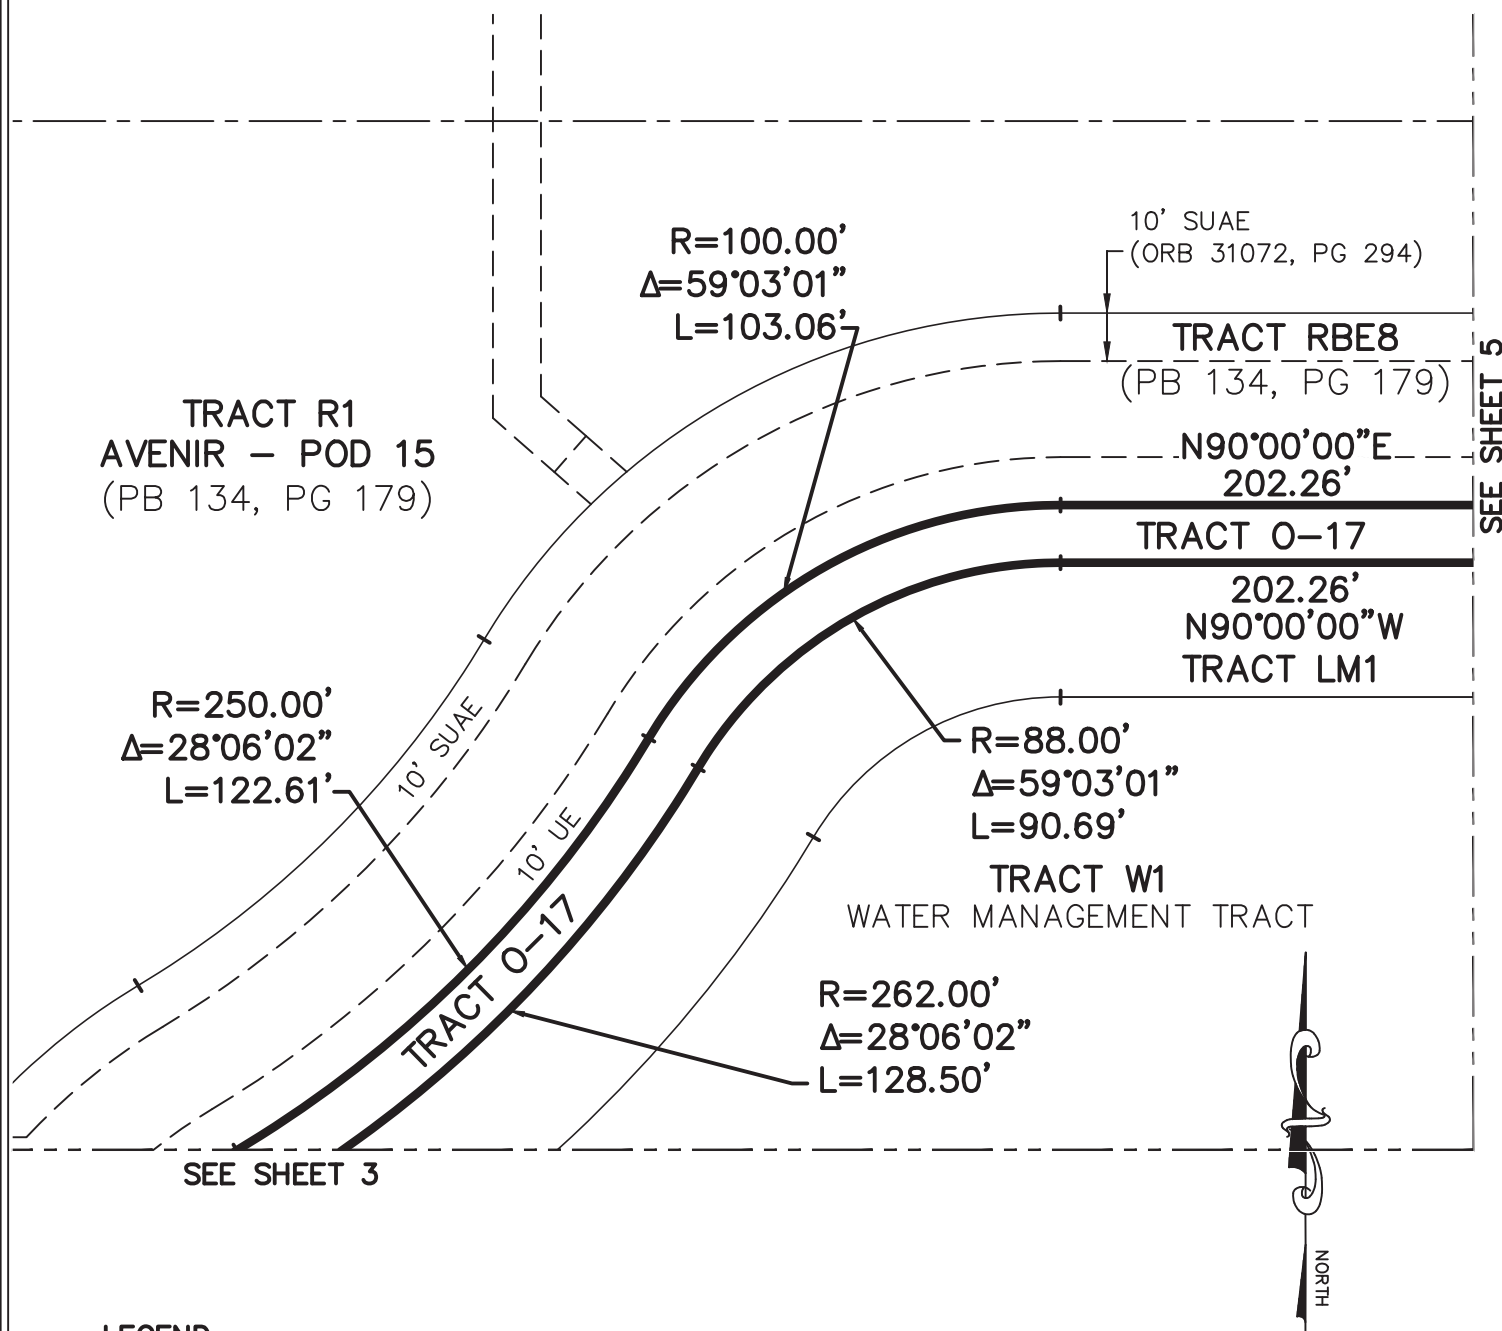 10' SUAE
(ORB 31072, PG 294)
R=100.00'
Δ=59°03'01"
L=103.06'
TRACT RBE8
(PB 134, PG 179)
SEE SHEET 5
TRACT R1
AVENIR - POD 15
(PB 134, PG 179)
N90°00'00"E
202.26'
TRACT O-17
202.26'
N90°00'00"W
TRACT LM1
R=250.00'
Δ=28°06'02"
L=122.61'
10' SUAE
10' UE
R=88.00'
Δ=59°03'01"
L=90.69'
TRACT W1
WATER MANAGEMENT TRACT
TRACT O-17
R=262.00'
Δ=28°06'02"
L=128.50'
SEE SHEET 3
NORTH
LEGEND